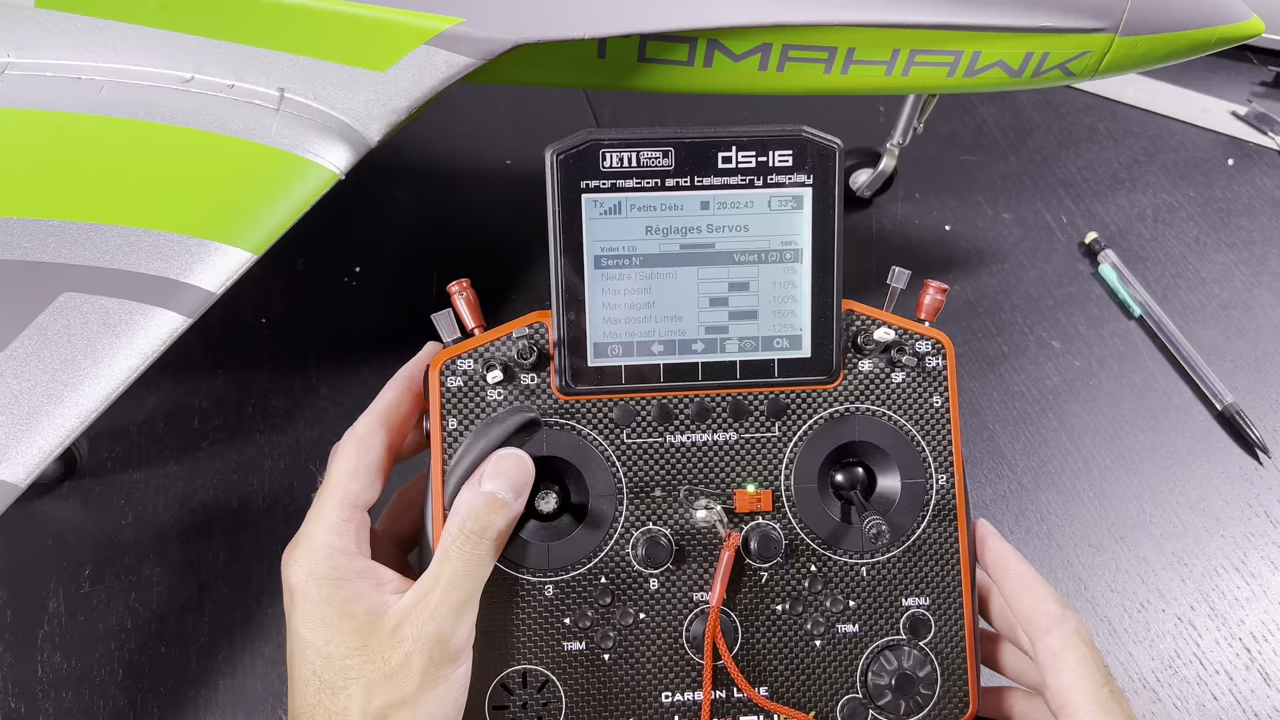 TOMAHAWK
JETI model ds-16
information and telemetry display
Tx Petits Déb2 20:02:43 33%
Réglages Servos
Volet 1 (3) -100%
Servo N° Volet 1 (3)
Neutre (Subtrim) 0%
Max positif 110%
Max négatif -100%
Max positif Limite 150%
Max négatif Limite -125%
(3) Ok
SB
SA
SC
SD
SE
SF
SG
SH
6
5
FUNCTION KEYS
2
8
7
3
1
TRIM
TRIM
MENU
CARBON LINE